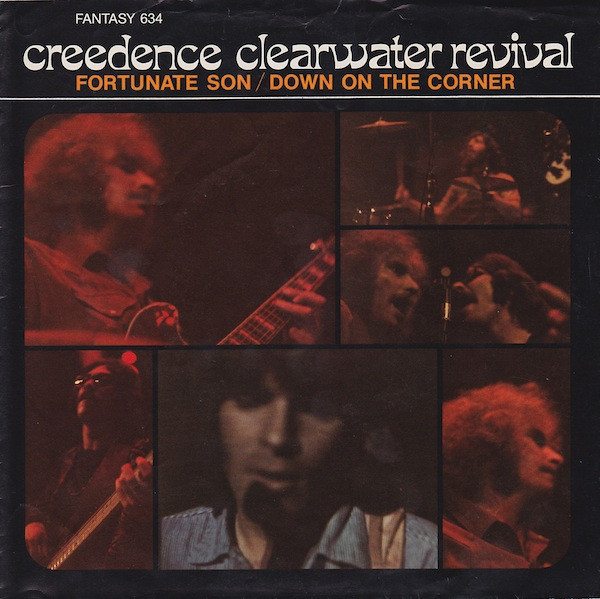 FANTASY 634
creedence clearwater revival
FORTUNATE SON / DOWN ON THE CORNER